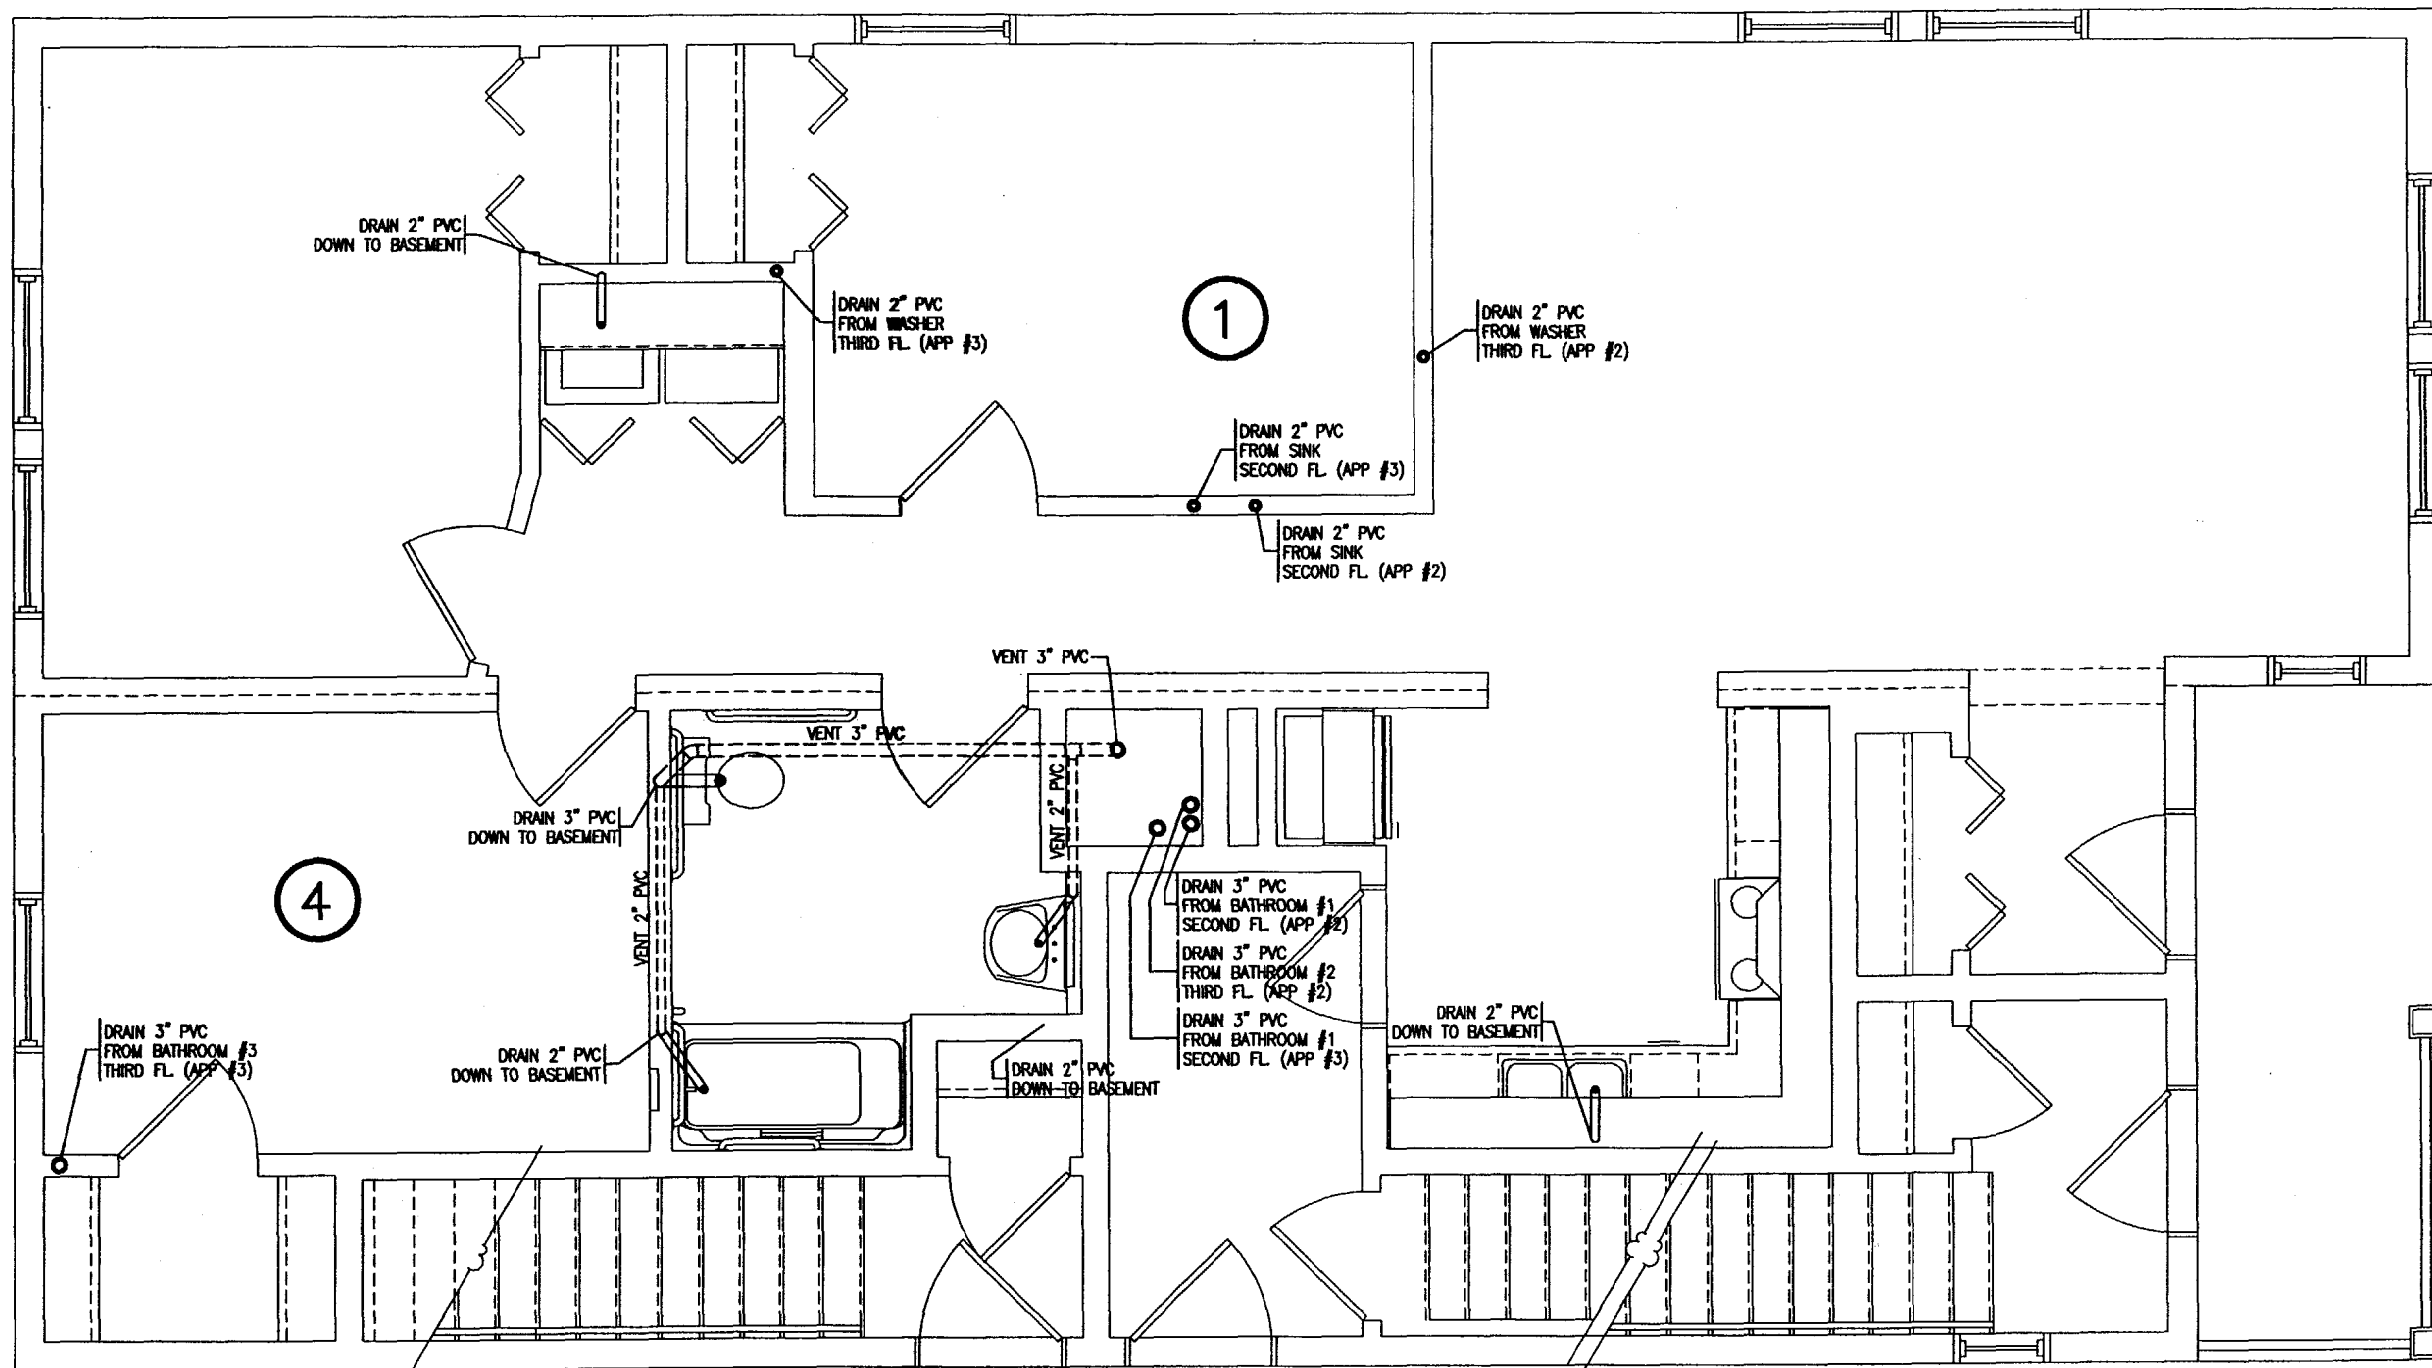 DRAIN 2" PVC
DOWN TO BASEMENT
DRAIN 2" PVC
FROM WASHER
THIRD FL. (APP #3)
1
DRAIN 2" PVC
FROM WASHER
THIRD FL. (APP #2)
DRAIN 2" PVC
FROM SINK
SECOND FL. (APP #3)
DRAIN 2" PVC
FROM SINK
SECOND FL. (APP #2)
VENT 3" PVC
VENT 3" PVC
VENT 2" PVC
DRAIN 3" PVC
DOWN TO BASEMENT
VENT 2" PVC
4
DRAIN 3" PVC
FROM BATHROOM #1
SECOND FL. (APP #2)
DRAIN 3" PVC
FROM BATHROOM #2
THIRD FL. (APP #2)
DRAIN 3" PVC
FROM BATHROOM #1
SECOND FL. (APP #3)
DRAIN 2" PVC
DOWN TO BASEMENT
DRAIN 3" PVC
FROM BATHROOM #3
THIRD FL. (APP #3)
DRAIN 2" PVC
DOWN TO BASEMENT
DRAIN 2" PVC
DOWN TO BASEMENT